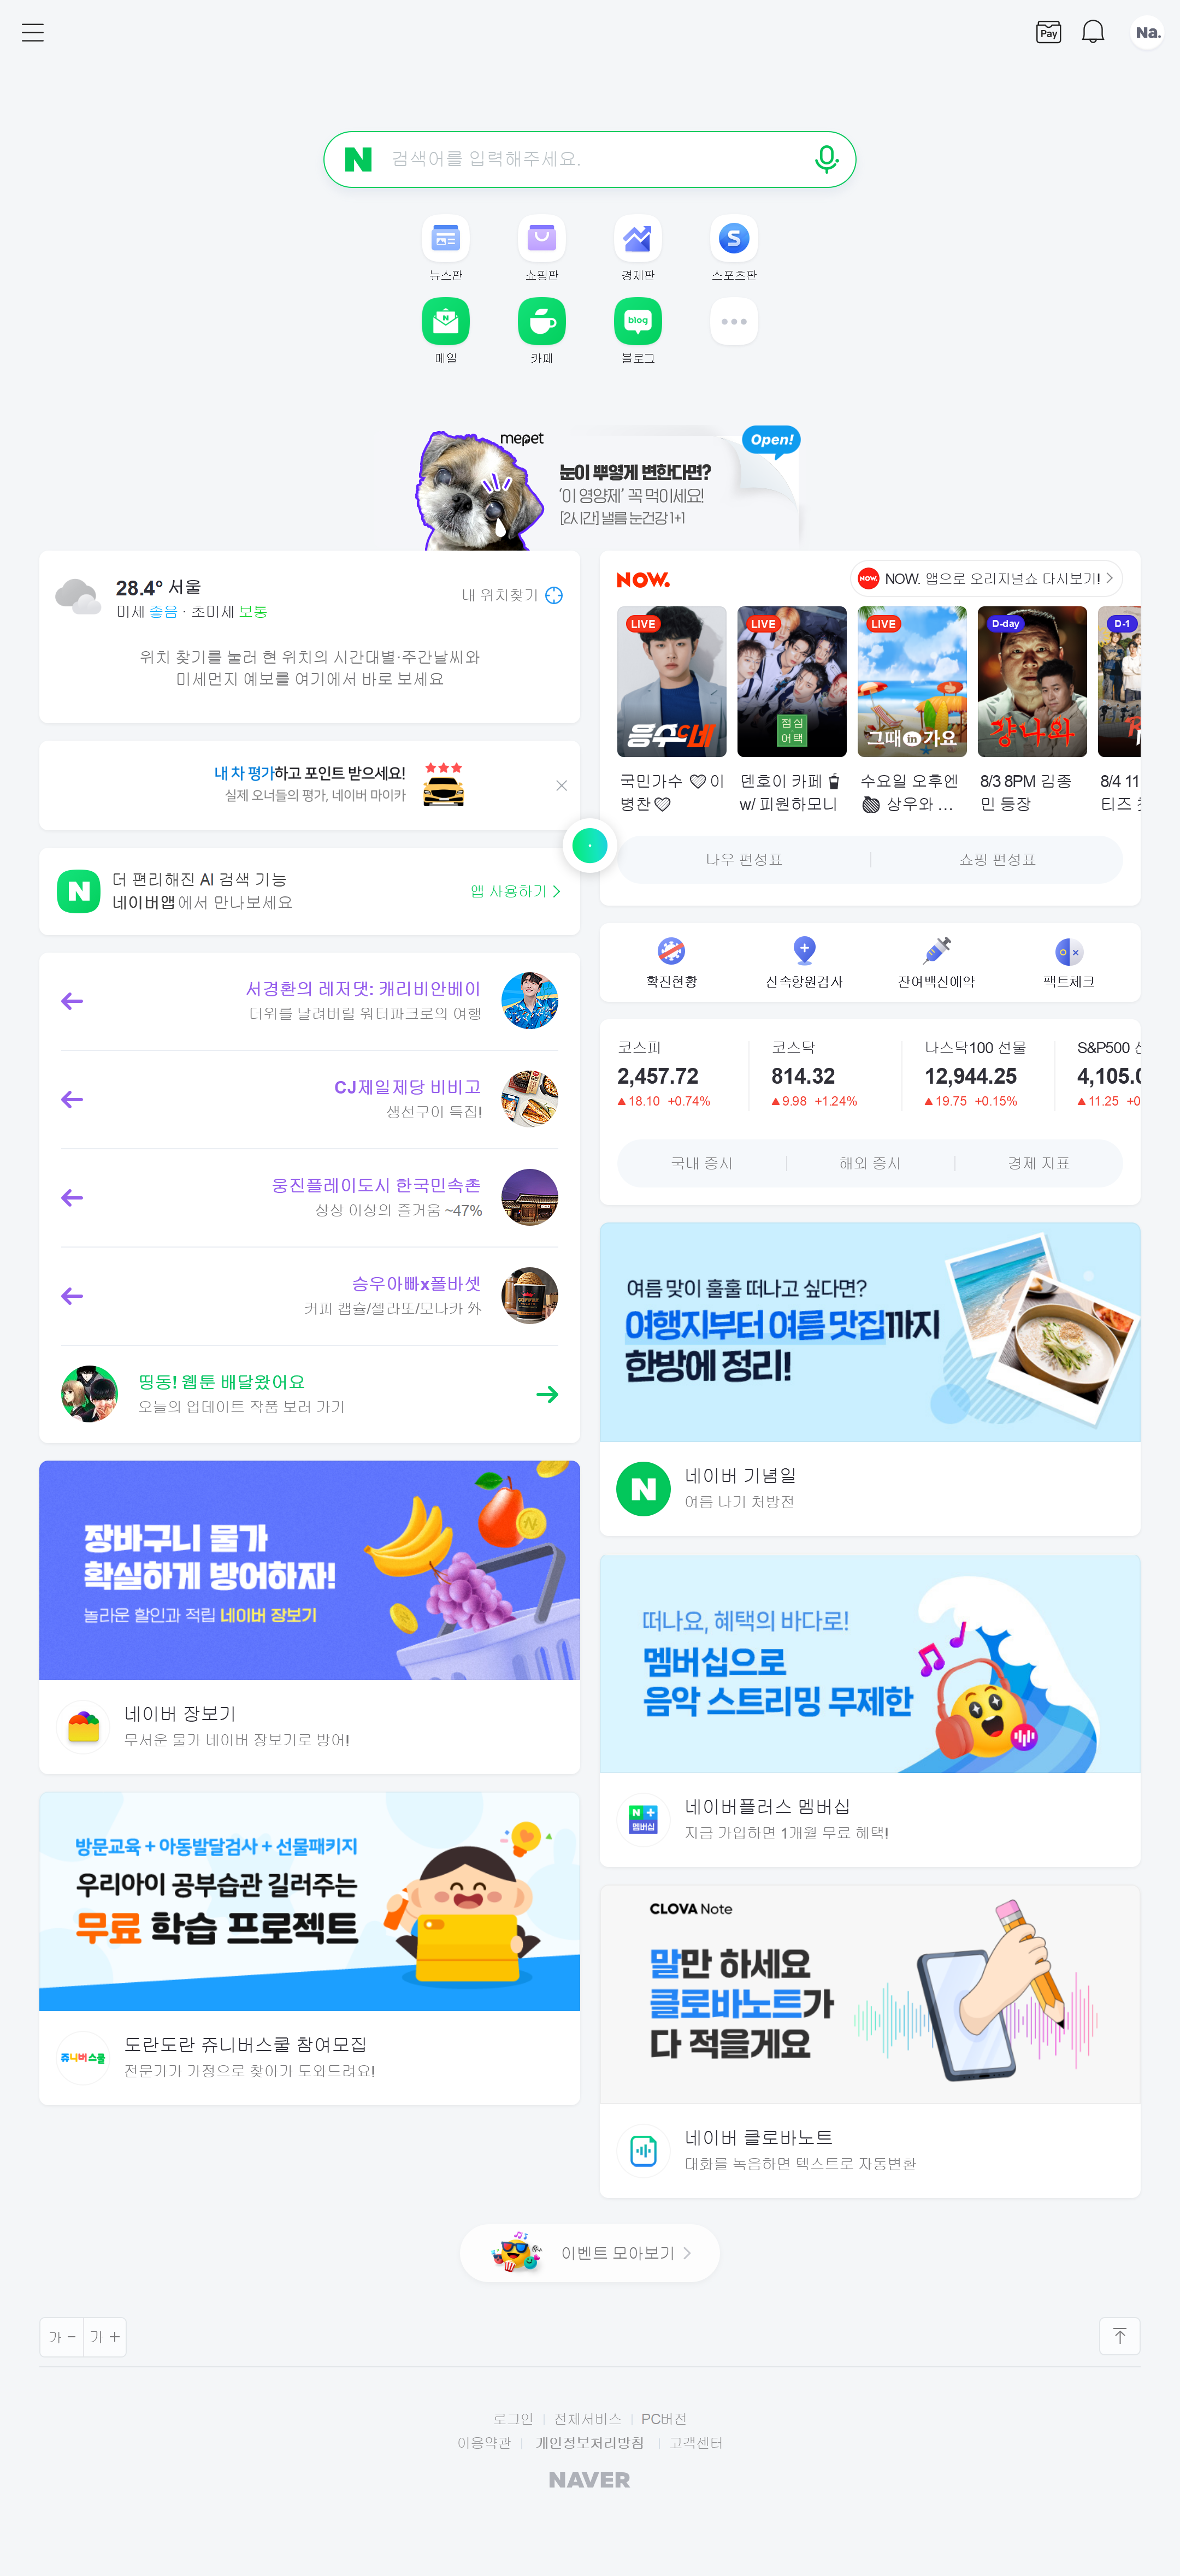 Pay
Na.
N 검색어를 입력해주세요.
뉴스판
쇼핑판
경제판
스포츠판
메일
카페
blog
블로그
mepet
Open!
눈이 뿌옇게 변한다면?
'이 영양제' 꼭 먹이세요!
[2시간] 낼름 눈건강 1+1
28.4° 서울
미세 좋음 · 초미세 보통
내 위치찾기
위치 찾기를 눌러 현 위치의 시간대별·주간날씨와
미세먼지 예보를 여기에서 바로 보세요
내 차 평가하고 포인트 받으세요!
실제 오너들의 평가, 네이버 마이카
더 편리해진 AI 검색 기능
네이버앱에서 만나보세요
앱 사용하기
서경환의 레저댓: 캐리비안베이
더위를 날려버릴 워터파크로의 여행
CJ제일제당 비비고
생선구이 특집!
웅진플레이도시 한국민속촌
상상 이상의 즐거움 ~47%
승우아빠x폴바셋
커피 캡슐/젤라또/모나카 외
띵동! 웹툰 배달왔어요
오늘의 업데이트 작품 보러 가기
장바구니 물가
확실하게 방어하자!
놀라운 할인과 적립 네이버 장보기
네이버 장보기
무서운 물가 네이버 장보기로 방어!
방문교육 + 아동발달검사 + 선물패키지
우리아이 공부습관 길러주는
무료 학습 프로젝트
쥬니버스쿨
도란도란 쥬니버스쿨 참여모집
전문가가 가정으로 찾아가 도와드려요!
NOW.
NOW. NOW. 앱으로 오리지널쇼 다시보기!
LIVE
LIVE
LIVE
D-day
D-1
응수c네
점심
어택
그때in가요
걍나와
국민가수 🤍이
병찬🤍
덴호이 카페🥤
w/ 피원하모니
수요일 오후엔
상우와 ...
8/3 8PM 김종
민 등장
8/4 11
티즈
나우 편성표
쇼핑 편성표
확진현황
신속항원검사
잔여백신예약
팩트체크
코스피
2,457.72
▲18.10 +0.74%
코스닥
814.32
▲9.98 +1.24%
나스닥100 선물
12,944.25
▲19.75 +0.15%
S&P500
4,105.0
▲11.25 +0
국내 증시
해외 증시
경제 지표
여름 맞이 훌훌 떠나고 싶다면?
여행지부터 여름 맛집까지
한방에 정리!
네이버 기념일
여름 나기 처방전
떠나요, 혜택의 바다로!
멤버십으로
음악 스트리밍 무제한
N +
멤버십
네이버플러스 멤버십
지금 가입하면 1개월 무료 혜택!
CLOVA Note
말만 하세요
클로바노트가
다 적을게요
네이버 클로바노트
대화를 녹음하면 텍스트로 자동변환
이벤트 모아보기
가 -
가 +
로그인
전체서비스
PC버전
이용약관
개인정보처리방침
고객센터
NAVER